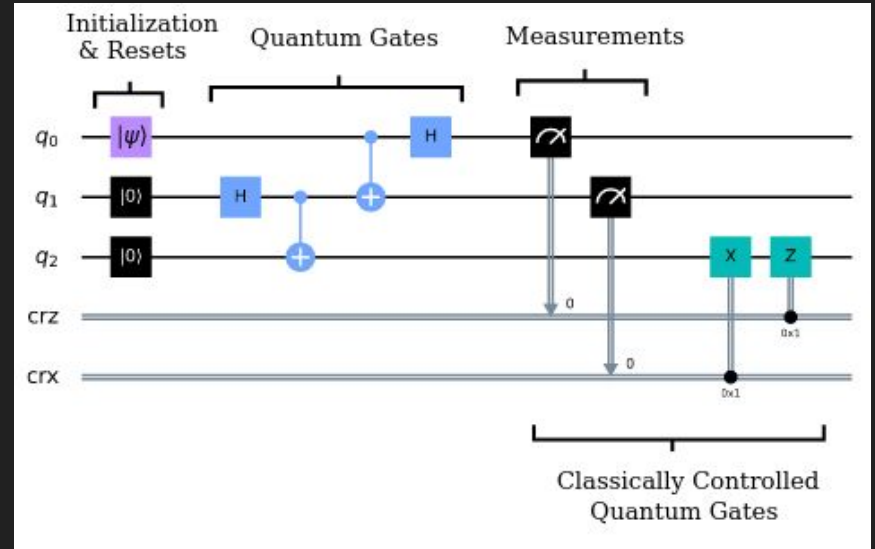 Initialization
& Resets
Quantum Gates
Measurements
q₀
|ψ⟩
H
q₁
|0⟩
H
q₂
|0⟩
X
Z
crz
0
0x1
crx
0
0x1
Classically Controlled
Quantum Gates